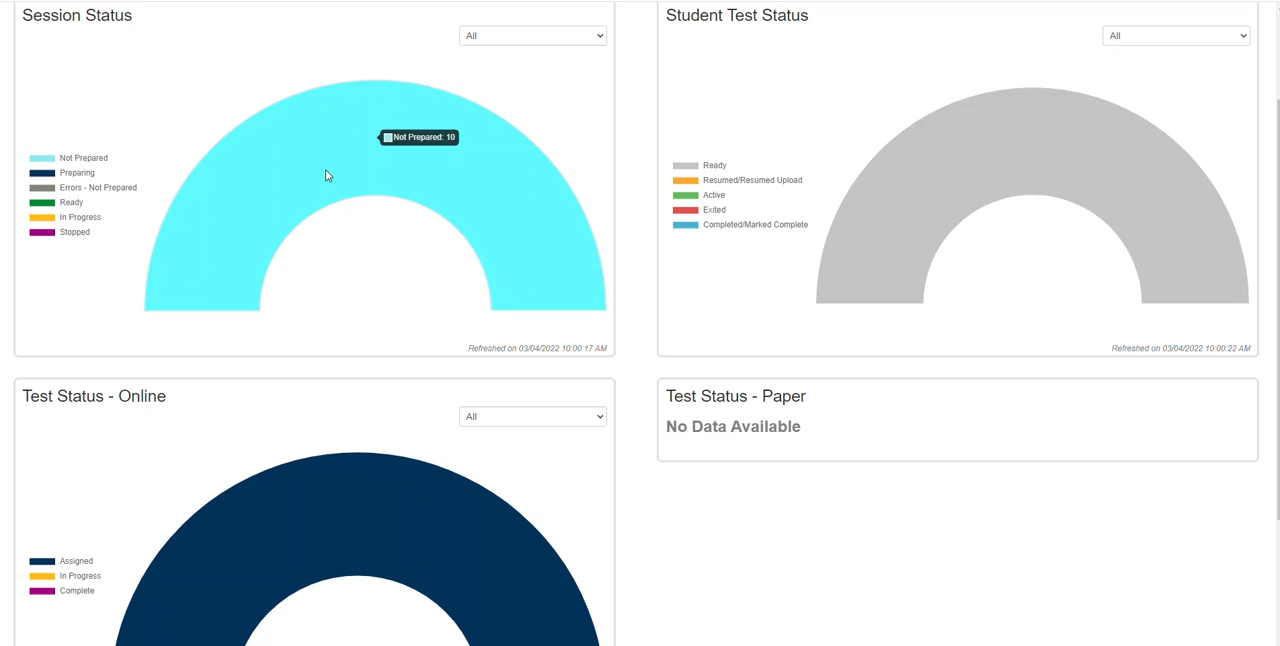 Session Status
All
Not Prepared: 10
Not Prepared
Preparing
Errors - Not Prepared
Ready
In Progress
Stopped
Refreshed on 03/04/2022 10:00:17 AM
Student Test Status
All
Ready
Resumed/Resumed Upload
Active
Exited
Completed/Marked Complete
Refreshed on 03/04/2022 10:00:22 AM
Test Status - Online
All
Assigned
In Progress
Complete
Test Status - Paper
No Data Available